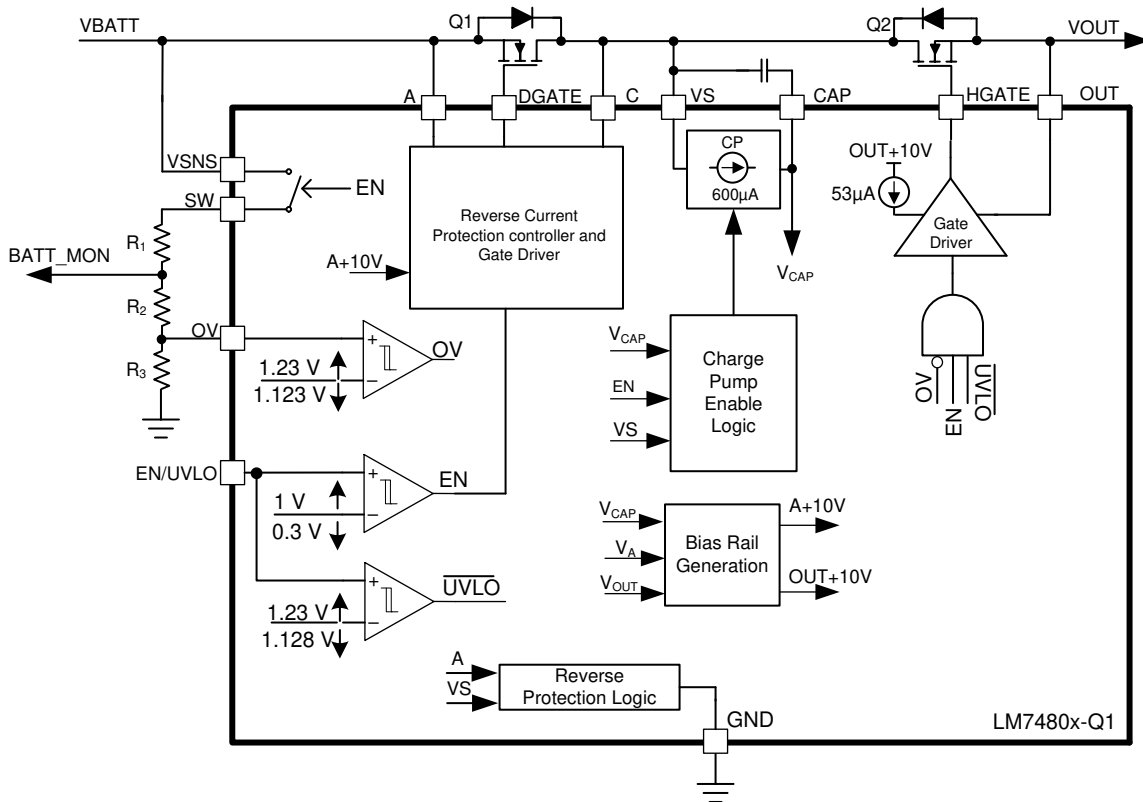 VBATT
Q1
Q2
VOUT
A
DGATE
C
VS
CAP
HGATE
OUT
VSNS
SW
EN
R1
BATT_MON
R2
OV
R3
Reverse Current
Protection controller and
Gate Driver
A+10V
CP
600µA
VCAP
OUT+10V
53µA
Gate
Driver
OV
EN
UVLO
+
−
1.23 V
1.123 V
OV
VCAP
EN
VS
Charge
Pump
Enable
Logic
EN/UVLO
+
−
1 V
0.3 V
EN
+
−
1.23 V
1.128 V
UVLO
VCAP
VA
VOUT
Bias Rail
Generation
A+10V
OUT+10V
A
VS
Reverse
Protection Logic
GND
LM7480x-Q1